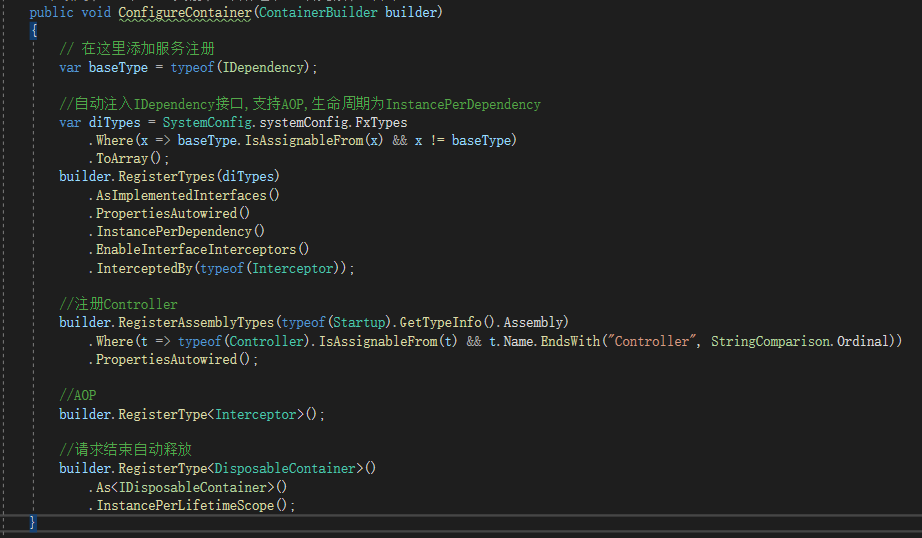 public void ConfigureContainer(ContainerBuilder builder)
{
// 在这里添加服务注册
var baseType = typeof(IDependency);
//自动注入IDependency接口,支持AOP,生命周期为InstancePerDependency
var diTypes = SystemConfig.systemConfig.FxTypes
.Where(x => baseType.IsAssignableFrom(x) && x != baseType)
.ToArray();
builder.RegisterTypes(diTypes)
.AsImplementedInterfaces()
.PropertiesAutowired()
.InstancePerDependency()
.EnableInterfaceInterceptors()
.InterceptedBy(typeof(Interceptor));
//注册Controller
builder.RegisterAssemblyTypes(typeof(Startup).GetTypeInfo().Assembly)
.Where(t => typeof(Controller).IsAssignableFrom(t) && t.Name.EndsWith("Controller", StringComparison.Ordinal))
.PropertiesAutowired();
//AOP
builder.RegisterType<Interceptor>();
//请求结束自动释放
builder.RegisterType<DisposableContainer>()
.As<IDisposableContainer>()
.InstancePerLifetimeScope();
}